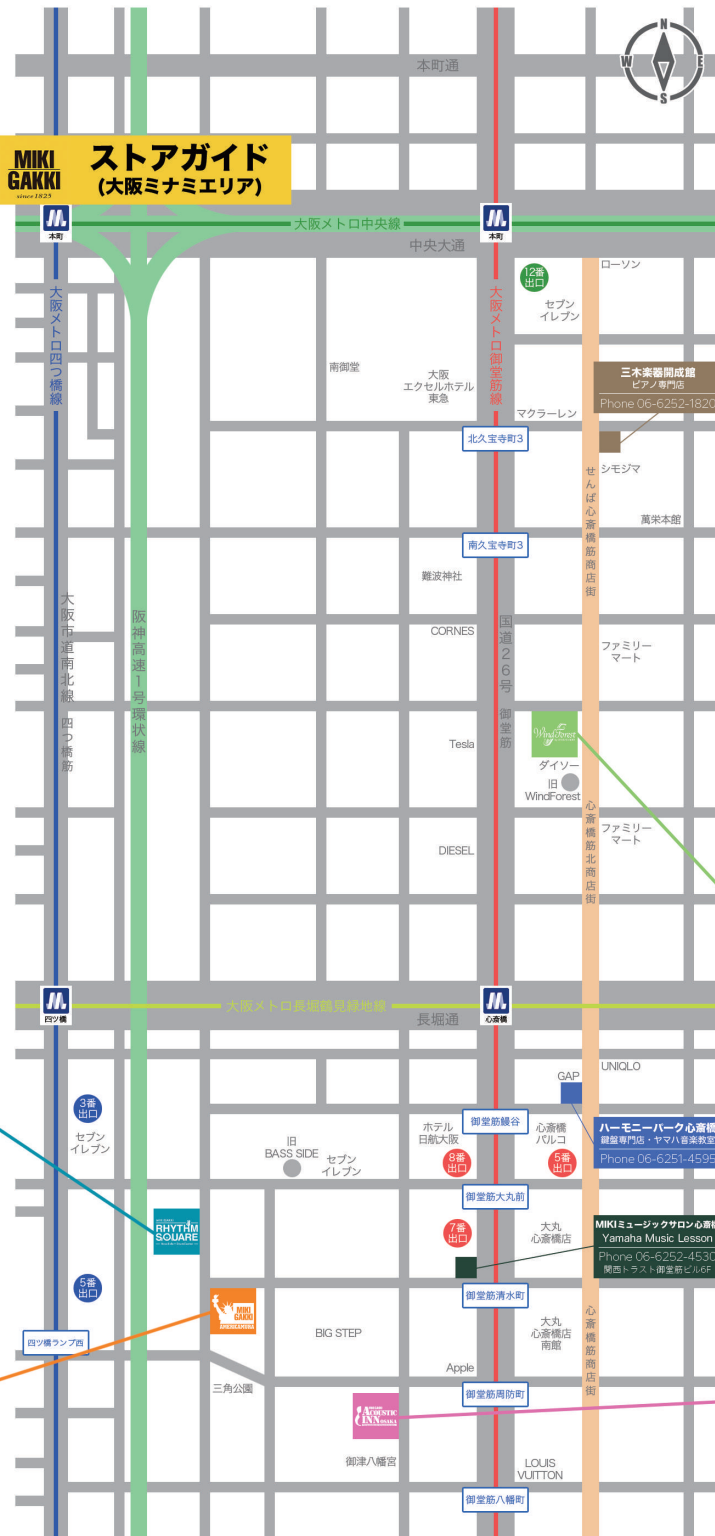 N
W
E
S
本町通
MIKI
GAKKI
since 1825
ストアガイド
(大阪ミナミエリア)
本町
大阪メトロ中央線
本町
中央大通
12番
出口
ローソン
セブン
イレブン
大阪メトロ四つ橋線
大阪メトロ御堂筋線
南御堂
大阪
エクセルホテル
東急
三木楽器開成館
ピアノ専門店
Phone 06-6252-1820
マクラーレン
北久宝寺町3
シモジマ
せんば心斎橋筋商店街
萬栄本館
南久宝寺町3
難波神社
大阪市道南北線 四つ橋筋
阪神高速1号環状線
CORNES
国道26号 御堂筋
ファミリー
マート
Tesla
WindForest
ダイソー
旧
WindForest
心斎橋筋北商店街
ファミリー
マート
DIESEL
四ツ橋
大阪メトロ長堀鶴見緑地線
心斎橋
長堀通
UNIQLO
GAP
3番
出口
セブン
イレブン
旧
BASS SIDE
セブン
イレブン
ホテル
日航大阪
8番
出口
御堂筋鰻谷
心斎橋
パルコ
5番
出口
ハーモニーパーク心斎橋
鍵盤専門店・ヤマハ音楽教室
Phone 06-6251-4595
御堂筋大丸前
RHYTHM
SQUARE
7番
出口
大丸
心斎橋店
MIKIミュージックサロン心斎橋
Yamaha Music Lesson
Phone 06-6252-4530
関西トラスト御堂筋ビル6F
5番
出口
御堂筋清水町
MIKI
GAKKI
AMERIKAMURA
四ツ橋ランプ西
BIG STEP
大丸
心斎橋店
南館
心斎橋筋商店街
Apple
三角公園
御堂筋周防町
ACOUSTIC
INN OSAKA
御津八幡宮
LOUIS
VUITTON
御堂筋八幡町